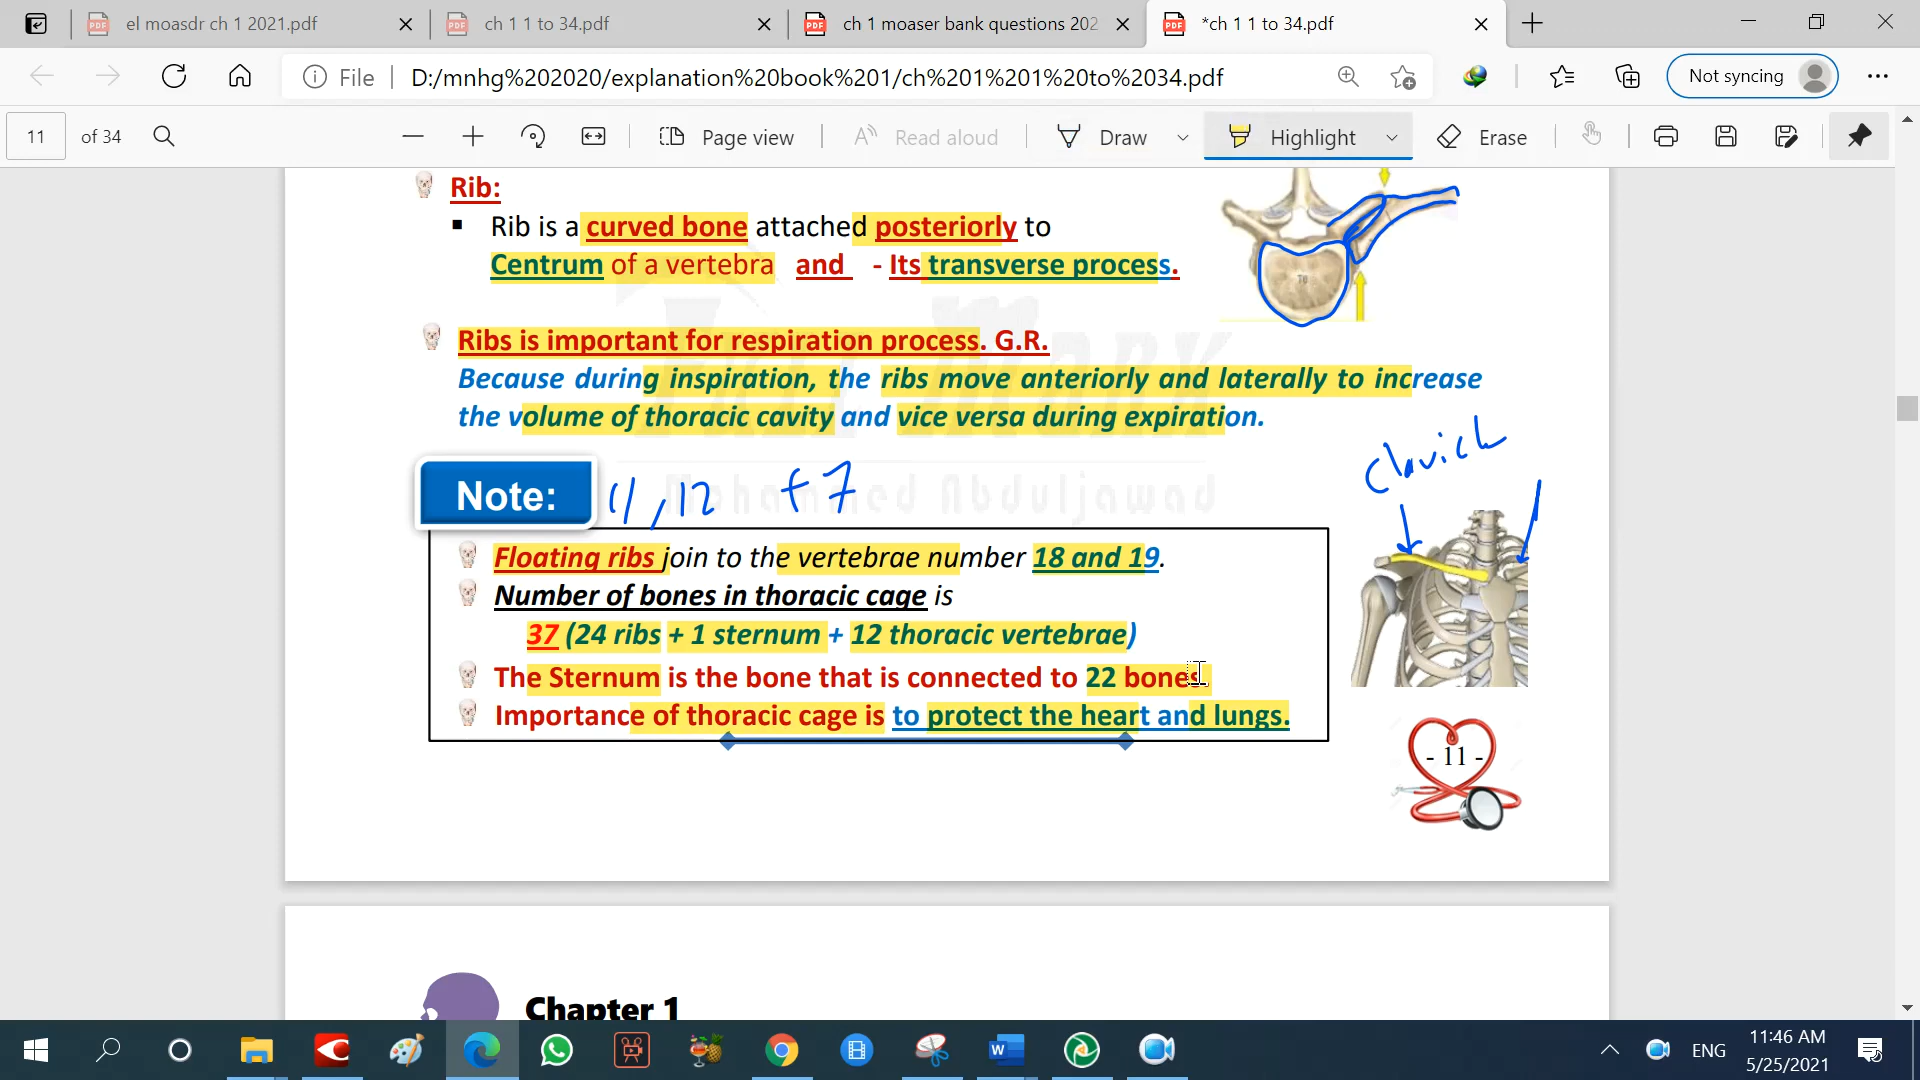 el moasdr ch 1 2021.pdf
ch 1 1 to 34.pdf
ch 1 moaser bank questions 202
*ch 1 1 to 34.pdf
File
D:/mnhg%202020/explanation%20book%201/ch%201%201%20to%2034.pdf
Not syncing
11 of 34
Page view
Read aloud
Draw
Highlight
Erase
Rib:
Rib is a curved bone attached posteriorly to
Centrum of a vertebra and - Its transverse process.
Ribs is important for respiration process. G.R.
Because during inspiration, the ribs move anteriorly and laterally to increase
the volume of thoracic cavity and vice versa during expiration.
Clavicle
Note: 11, 12 + 7
Mohammed Abduljawad
Floating ribs join to the vertebrae number 18 and 19.
Number of bones in thoracic cage is
37 (24 ribs + 1 sternum + 12 thoracic vertebrae)
The Sternum is the bone that is connected to 22 bones.
Importance of thoracic cage is to protect the heart and lungs.
- 11 -
Chapter 1
ENG
11:46 AM
5/25/2021